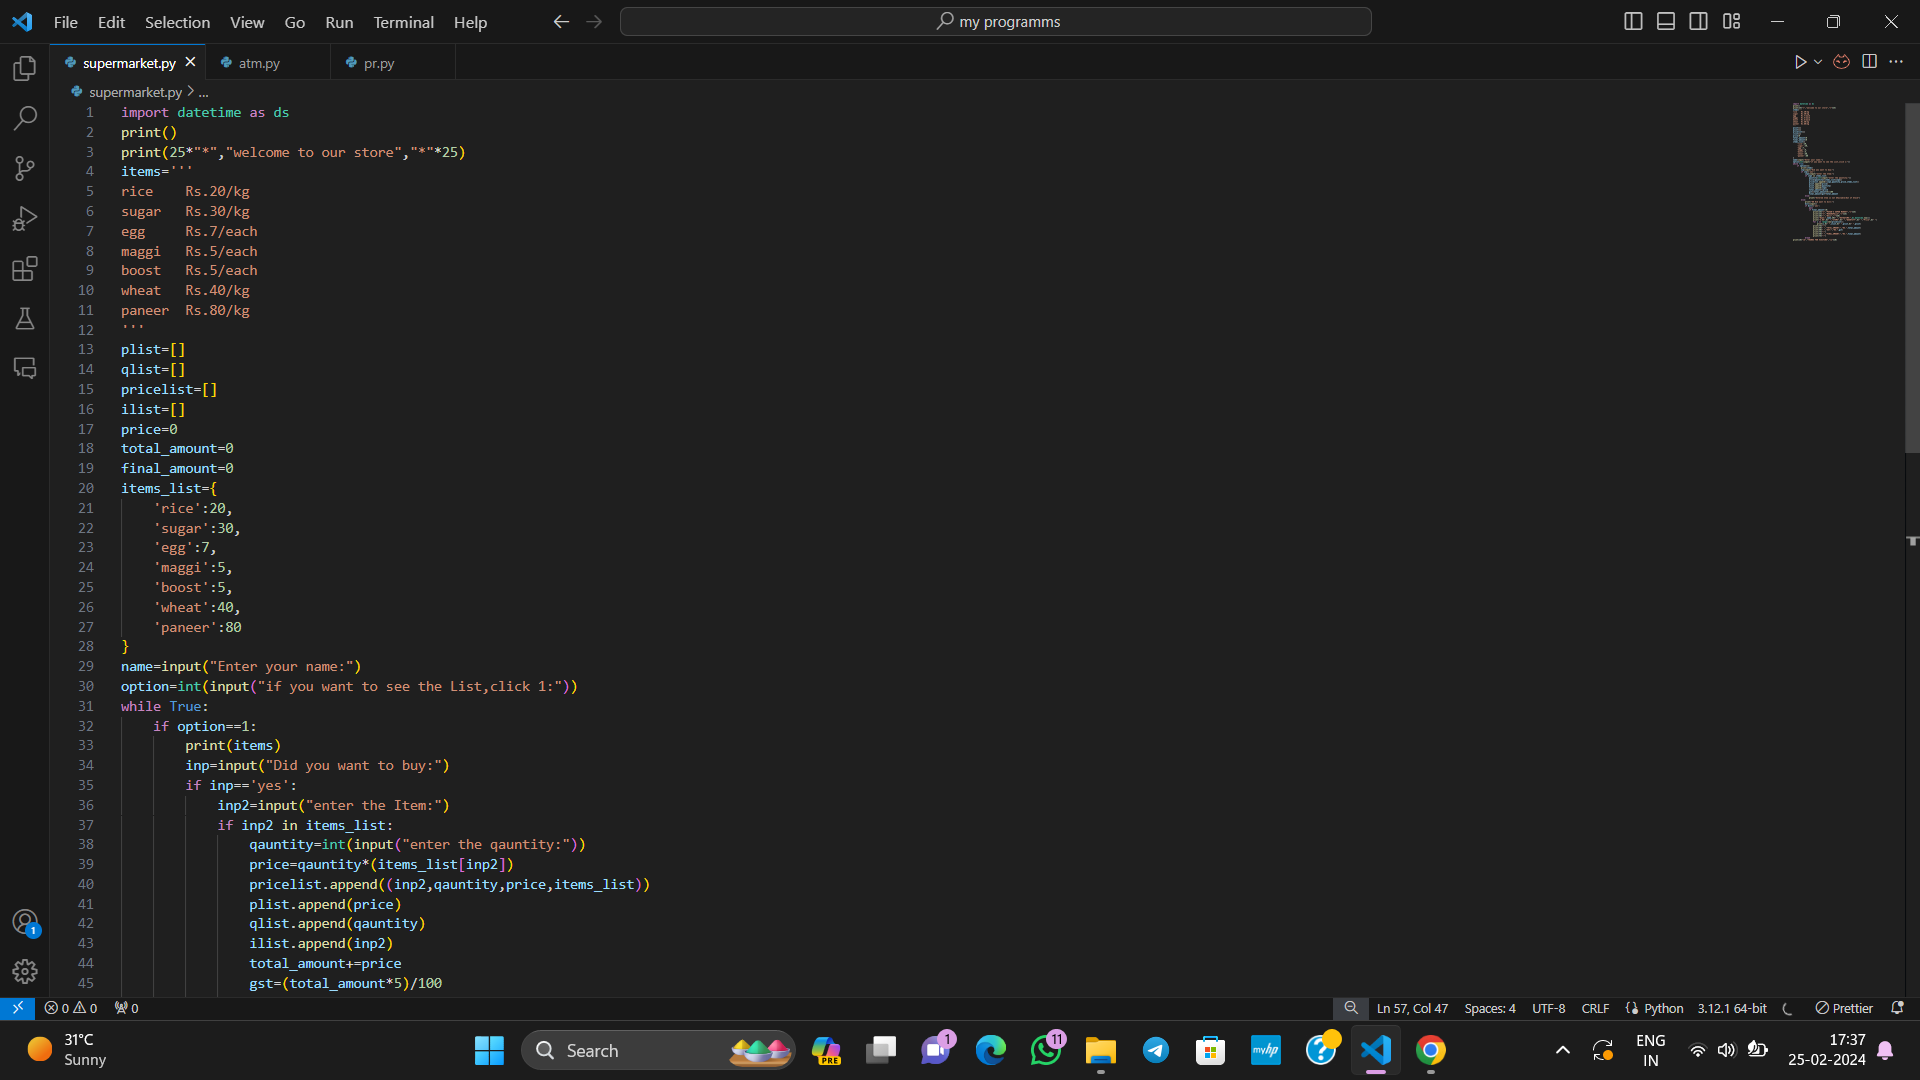 File Edit Selection View Go Run Terminal Help
my programms
supermarket.py
atm.py
pr.py
supermarket.py > ...
1 import datetime as ds
2 print()
3 print(25*"*","welcome to our store","*"*25)
4 items='''
5 rice    Rs.20/kg
6 sugar   Rs.30/kg
7 egg     Rs.7/each
8 maggi   Rs.5/each
9 boost   Rs.5/each
10 wheat   Rs.40/kg
11 paneer  Rs.80/kg
12 '''
13 plist=[]
14 qlist=[]
15 pricelist=[]
16 ilist=[]
17 price=0
18 total_amount=0
19 final_amount=0
20 items_list={
21     'rice':20,
22     'sugar':30,
23     'egg':7,
24     'maggi':5,
25     'boost':5,
26     'wheat':40,
27     'paneer':80
28 }
29 name=input("Enter your name:")
30 option=int(input("if you want to see the List,click 1:"))
31 while True:
32     if option==1:
33         print(items)
34         inp=input("Did you want to buy:")
35         if inp=='yes':
36             inp2=input("enter the Item:")
37             if inp2 in items_list:
38                 qauntity=int(input("enter the qauntity:"))
39                 price=qauntity*(items_list[inp2])
40                 pricelist.append((inp2,qauntity,price,items_list))
41                 plist.append(price)
42                 qlist.append(qauntity)
43                 ilist.append(inp2)
44                 total_amount+=price
45                 gst=(total_amount*5)/100
1
0 0 0
Ln 57, Col 47 Spaces: 4 UTF-8 CRLF Python 3.12.1 64-bit Prettier
31°C
Sunny
Search
PRE
1
11
myhp
ENG
IN
17:37
25-02-2024